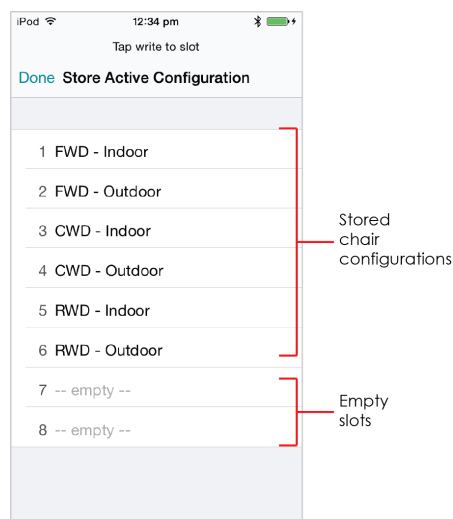 iPod 12:34 pm
Tap write to slot
Done Store Active Configuration
1 FWD - Indoor
2 FWD - Outdoor
3 CWD - Indoor
4 CWD - Outdoor
5 RWD - Indoor
6 RWD - Outdoor
7 -- empty --
8 -- empty --
Stored
chair
configurations
Empty
slots